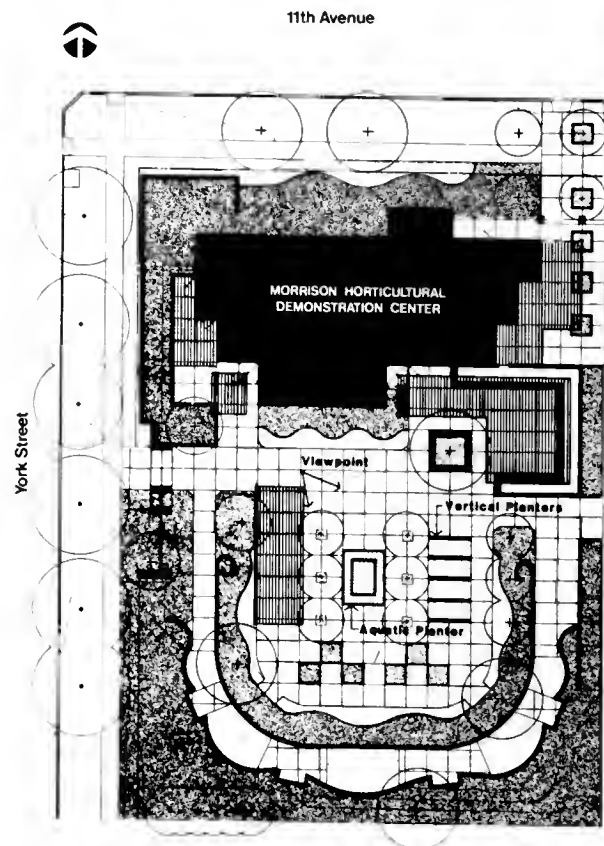 11th Avenue
MORRISON HORTICULTURAL
DEMONSTRATION CENTER
York Street
Viewpoint
Vertical Planters
Aquatic Planter